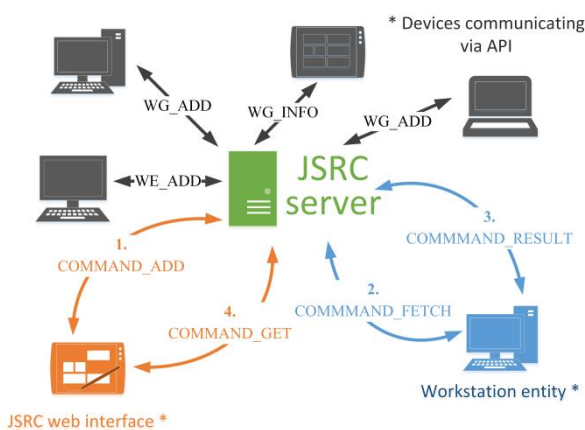 * Devices communicating
via API
WG_ADD
WG_INFO
WG_ADD
WE_ADD
JSRC
server
1.
COMMAND_ADD
3.
COMMMAND_RESULT
2.
COMMMAND_FETCH
4.
COMMAND_GET
Workstation entity *
JSRC web interface *